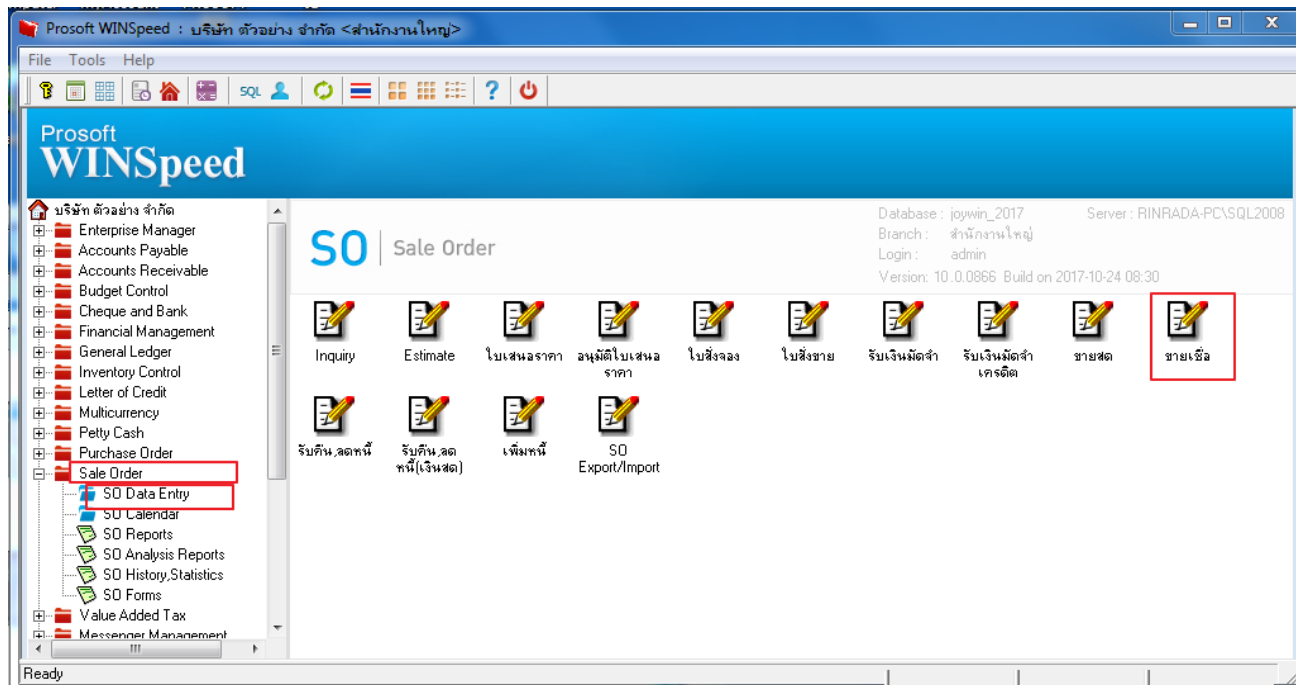 Prosoft WINSpeed : บริษัท ตัวอย่าง จำกัด <สำนักงานใหญ่>
File Tools Help
SQL
?
Prosoft
WINSpeed
บริษัท ตัวอย่าง จำกัด
Enterprise Manager
Accounts Payable
Accounts Receivable
Budget Control
Cheque and Bank
Financial Management
General Ledger
Inventory Control
Letter of Credit
Multicurrency
Petty Cash
Purchase Order
Sale Order
SO Data Entry
SO Calendar
SO Reports
SO Analysis Reports
SO History,Statistics
SO Forms
Value Added Tax
Messenger Management
SO Sale Order
Database : joywin_2017 Server : RINRADA-PC\SQL2008
Branch : สำนักงานใหญ่
Login : admin
Version: 10.0.0866 Build on 2017-10-24 08:30
Inquiry
Estimate
ใบเสนอราคา
อนุมัติใบเสนอ
ราคา
ใบสั่งจอง
ใบสั่งขาย
รับเงินมัดจำ
รับเงินมัดจำ
เครดิต
ขายสด
ขายเชื่อ
รับคืน,ลดหนี้
รับคืน,ลด
หนี้(เงินสด)
เพิ่มหนี้
SO
Export/Import
Ready